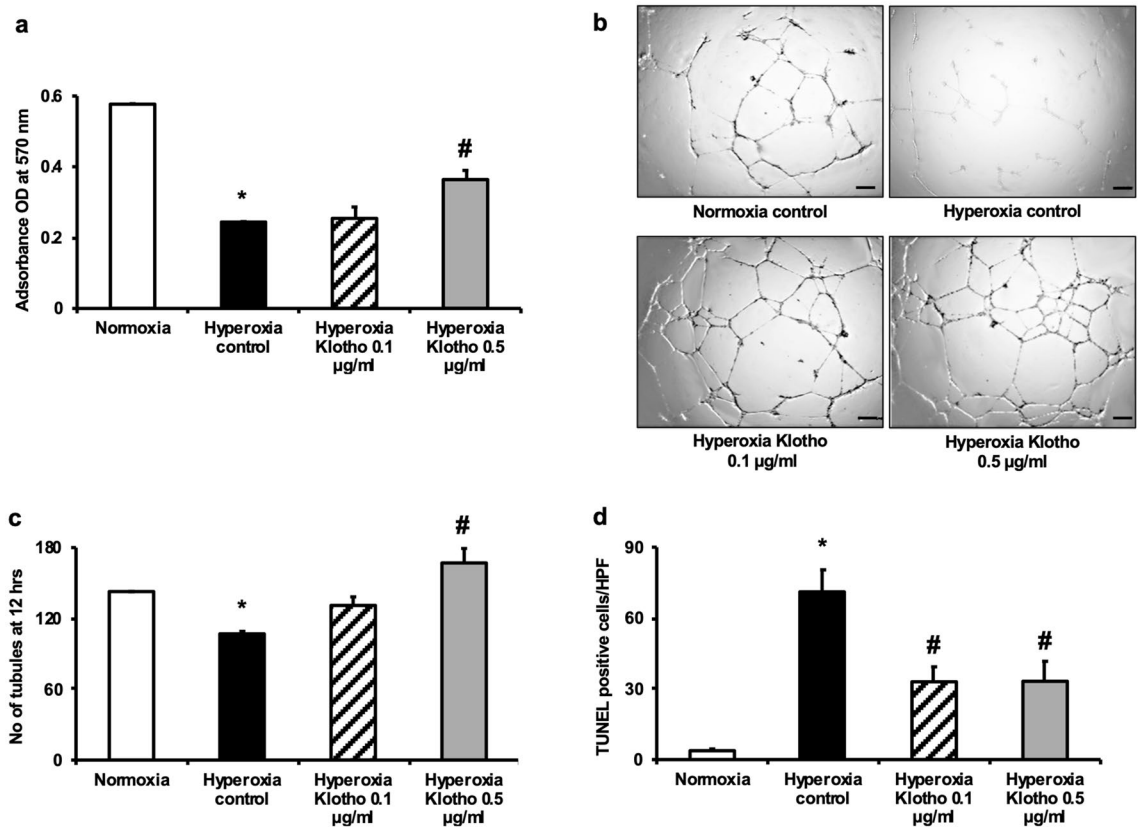 a
Adsorbance OD at 570 nm
0.6
0.4
0.2
0
*
#
Normoxia
Hyperoxia
control
Hyperoxia
Klotho 0.1
µg/ml
Hyperoxia
Klotho 0.5
µg/ml
b
Normoxia control
Hyperoxia control
Hyperoxia Klotho
0.1 µg/ml
Hyperoxia Klotho
0.5 µg/ml
c
No of tubules at 12 hrs
180
120
60
0
*
#
Normoxia
Hyperoxia
control
Hyperoxia
Klotho 0.1
µg/ml
Hyperoxia
Klotho 0.5
µg/ml
d
TUNEL positive cells/HPF
90
60
30
0
*
#
#
Normoxia
Hyperoxia
control
Hyperoxia
Klotho 0.1
µg/ml
Hyperoxia
Klotho 0.5
µg/ml